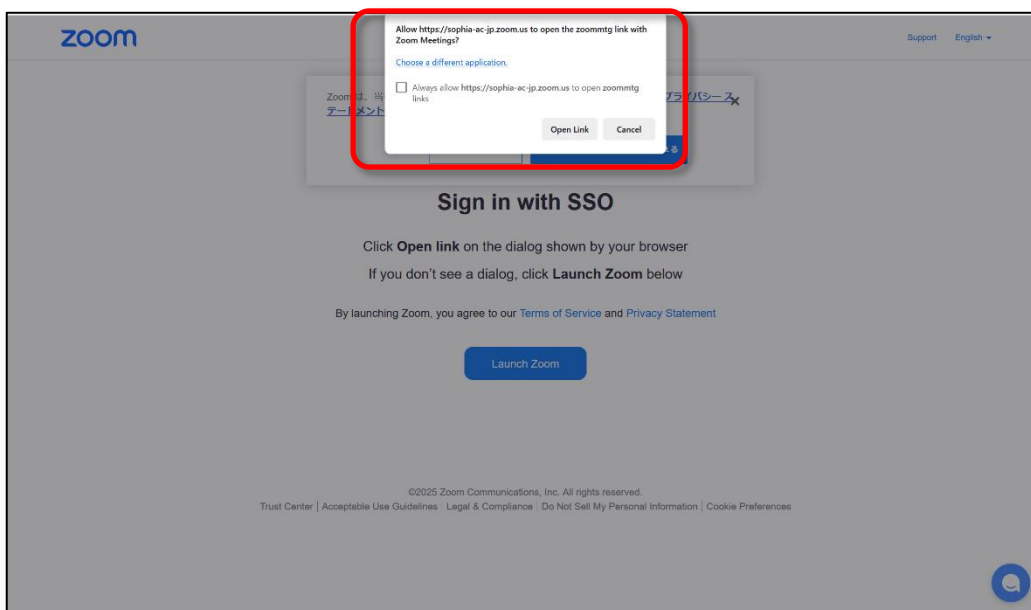 zoom
Support English
Allow https://sophia-ac-jp.zoom.us to open the zoommtg link with
Zoom Meetings?
Choose a different application.
Always allow https://sophia-ac-jp.zoom.us to open zoommtg
links
Open Link Cancel
Zoom は、当
プライバシー ス
テートメント
る
Sign in with SSO
Click Open link on the dialog shown by your browser
If you don't see a dialog, click Launch Zoom below
By launching Zoom, you agree to our Terms of Service and Privacy Statement
Launch Zoom
©2025 Zoom Communications, Inc. All rights reserved.
Trust Center | Acceptable Use Guidelines | Legal & Compliance | Do Not Sell My Personal Information | Cookie Preferences